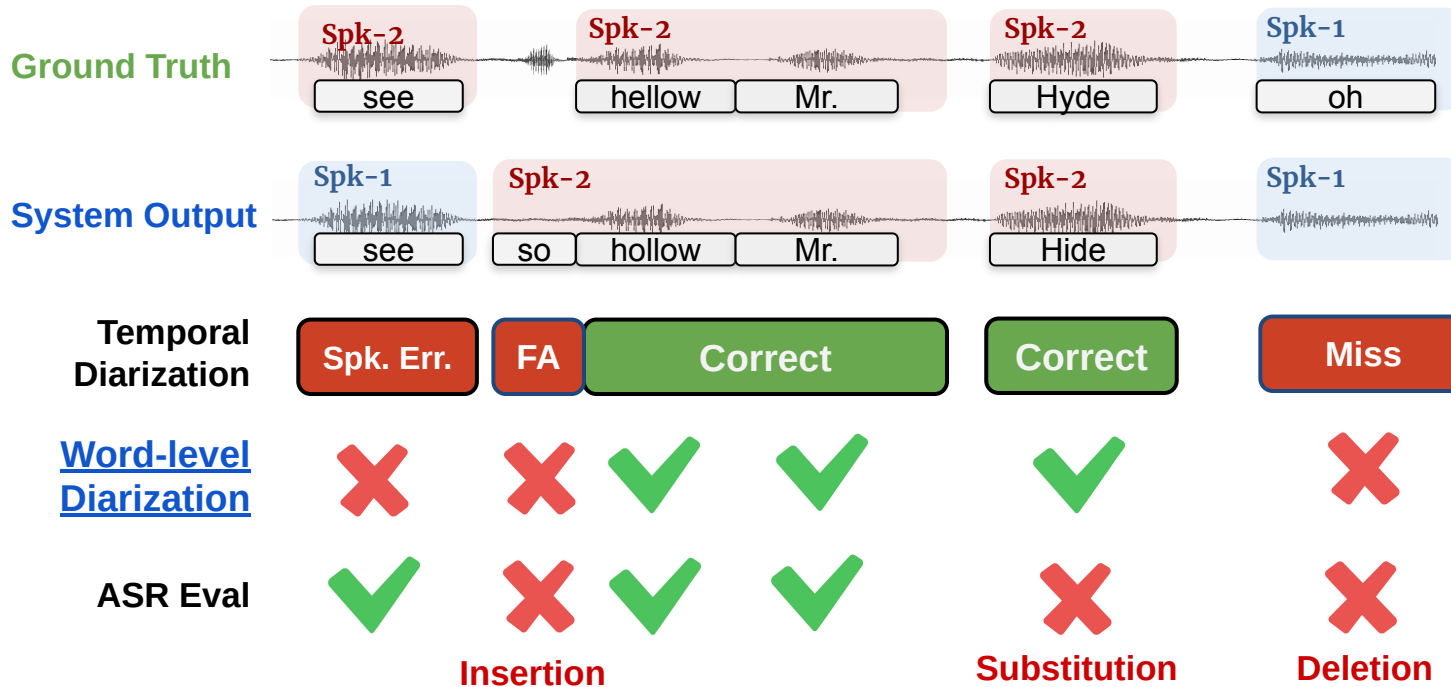 Spk-2 Spk-2 Spk-2 Spk-1
Ground Truth
see hellow Mr. Hyde oh
Spk-1 Spk-2 Spk-2 Spk-1
System Output
see so hollow Mr. Hide
Temporal
Diarization
Spk. Err. FA Correct Correct Miss
Word-level
Diarization
ASR Eval
Insertion Substitution Deletion